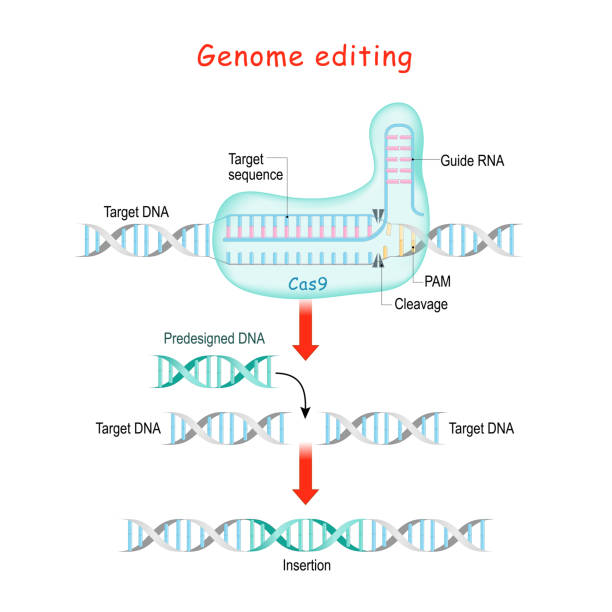 Genome editing
Target
sequence
Guide RNA
Target DNA
Cas9
PAM
Cleavage
Predesigned DNA
Target DNA
Target DNA
Insertion